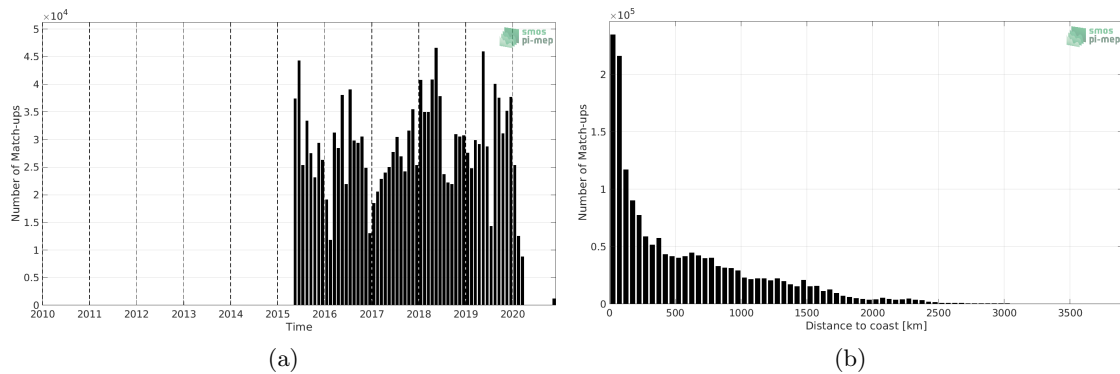 ×10⁴
5
4.5
4
3.5
3
2.5
2
1.5
1
0.5
0
Number of Match-ups
2010 2011 2012 2013 2014 2015 2016 2017 2018 2019 2020
Time
smos
pi-mep
(a)
×10⁵
2
1.5
1
0.5
0
Number of Match-ups
0 500 1000 1500 2000 2500 3000 3500
Distance to coast [km]
smos
pi-mep
(b)